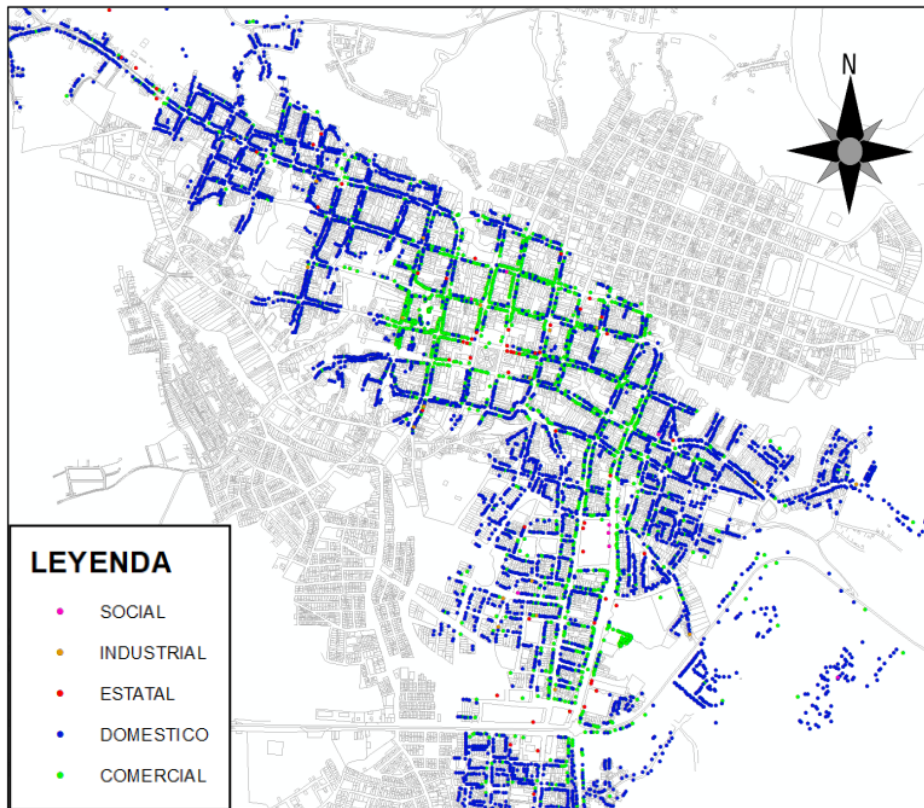 N
LEYENDA
SOCIAL
INDUSTRIAL
ESTATAL
DOMESTICO
COMERCIAL